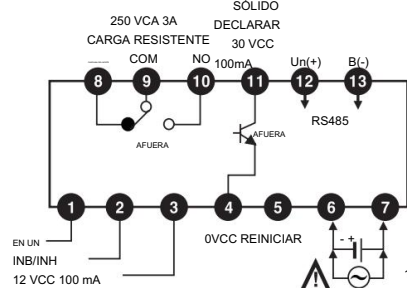 SÓLIDO
250 VCA 3A
DECLARAR
CARGA RESISTENTE
30 VCC
COM
NO
100mA
Un(+)
B(-)
8
9
10
11
12
13
RS485
AFUERA
AFUERA
1
2
3
4
5
6
7
EN UN
0VCC REINICIAR
INB/INH
12 VCC 100 mA
- +